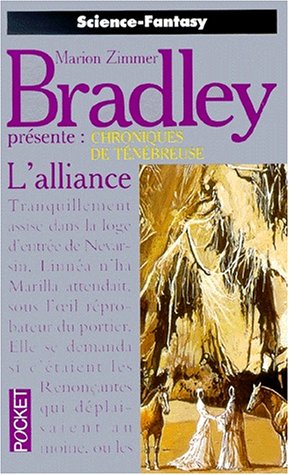 Science-Fantasy
Marion Zimmer
Bradley
présente : CHRONIQUES
DE TÉNÉBREUSE
L'alliance
Tranquillement
assise dans la loge
d'entrée de Nevar-
sin, Linnéa n'ha
Marilla attendait,
sous l'œil répro-
bateur du portier.
Elle se demanda
si c'étaient les
Renonçantes
qui déplai-
saient au
moine, ou les
POCKET